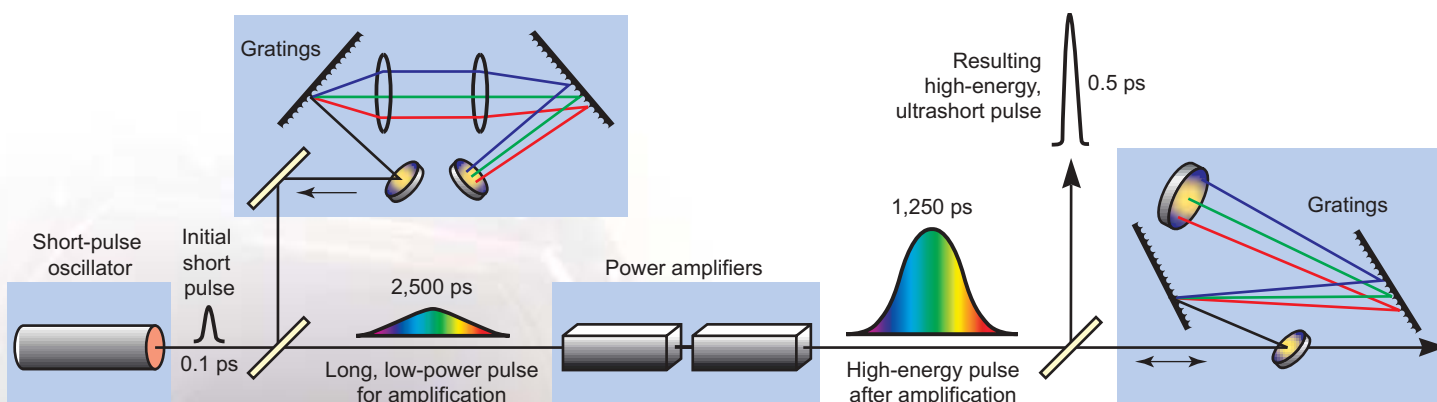 Gratings
Short-pulse
oscillator
Initial
short
pulse
0.1 ps
2,500 ps
Long, low-power pulse
for amplification
Power amplifiers
1,250 ps
High-energy pulse
after amplification
Resulting
high-energy,
ultrashort pulse
0.5 ps
Gratings